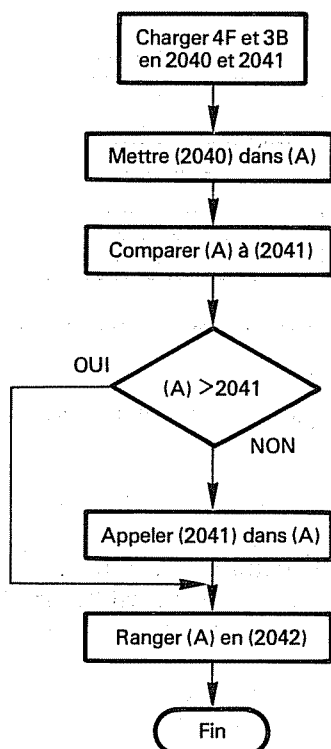 Charger 4F et 3B
en 2040 et 2041
Mettre (2040) dans (A)
Comparer (A) à (2041)
OUI
(A) >2041
NON
Appeler (2041) dans (A)
Ranger (A) en (2042)
Fin